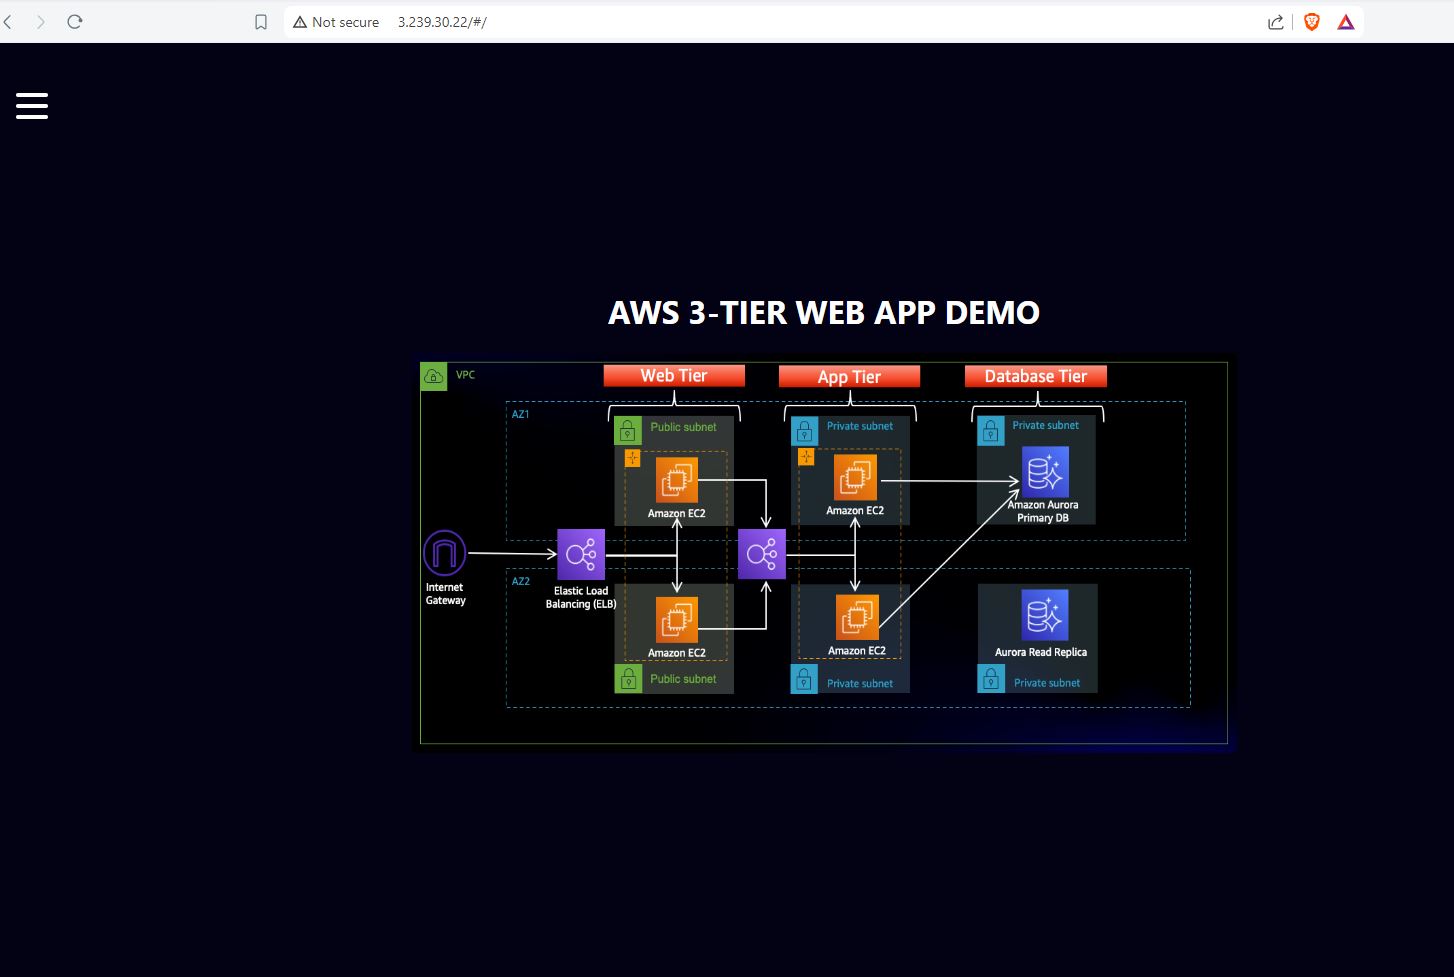 Not secure 3.239.30.22/#/
AWS 3-TIER WEB APP DEMO
VPC
Web Tier
App Tier
Database Tier
AZ1
Public subnet
Private subnet
Private subnet
Amazon EC2
Amazon EC2
Amazon Aurora
Primary DB
Internet
Gateway
Elastic Load
Balancing (ELB)
AZ2
Amazon EC2
Amazon EC2
Aurora Read Replica
Public subnet
Private subnet
Private subnet